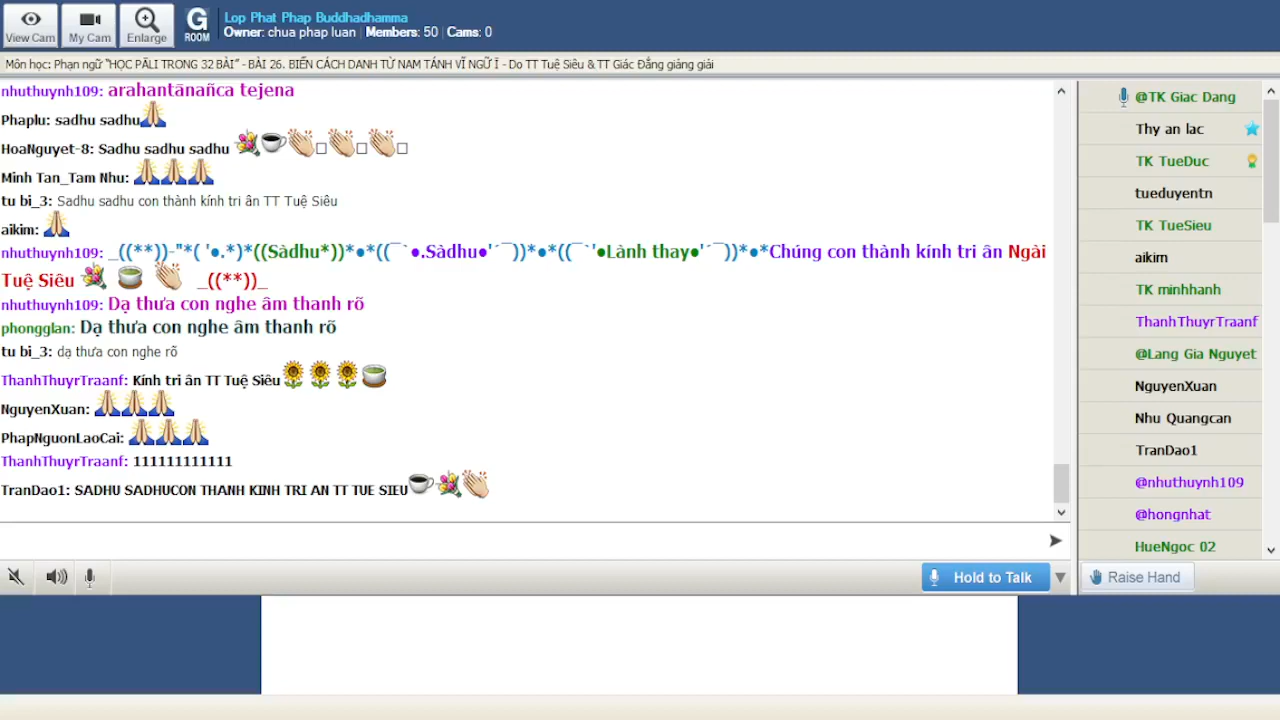 View Cam
My Cam
Enlarge
G
ROOM
Lop Phat Phap Buddhadhamma
Owner: chua phap luan | Members: 50 | Cams: 0
Môn học: Phạn ngữ "HỌC PĀLI TRONG 32 BÀI" - BÀI 26. BIẾN CÁCH DANH TỪ NAM TÁNH VĨ NGỮ Ī - Do TT Tuệ Siêu & TT Giác Đẳng giảng giải
nhuthuynh109: arahantānañca tejena
Phaplu: sadhu sadhu
HoaNguyet-8: Sadhu sadhu sadhu
Minh Tan_Tam Nhu:
tu bi_3: Sadhu sadhu con thành kính tri ân TT Tuệ Siêu
aikim:
nhuthuynh109: _((**))-"*( '●.*)*((Sàdhu*))*●*((¯`●.Sàdhu●'´¯))*●*((¯`'●Lành thay●'´¯))*●*Chúng con thành kính tri ân Ngài
Tuệ Siêu _((**))_
nhuthuynh109: Dạ thưa con nghe âm thanh rõ
phongglan: Dạ thưa con nghe âm thanh rõ
tu bi_3: dạ thưa con nghe rõ
ThanhThuyrTraanf: Kính tri ân TT Tuệ Siêu
NguyenXuan:
PhapNguonLaoCai:
ThanhThuyrTraanf: 111111111111
TranDao1: SADHU SADHUCON THANH KINH TRI AN TT TUE SIEU
Hold to Talk
@TK Giac Dang
Thy an lac
TK TueDuc
tueduyentn
TK TueSieu
aikim
TK minhhanh
ThanhThuyrTraanf
@Lang Gia Nguyet
NguyenXuan
Nhu Quangcan
TranDao1
@nhuthuynh109
@hongnhat
HueNgoc 02
Raise Hand